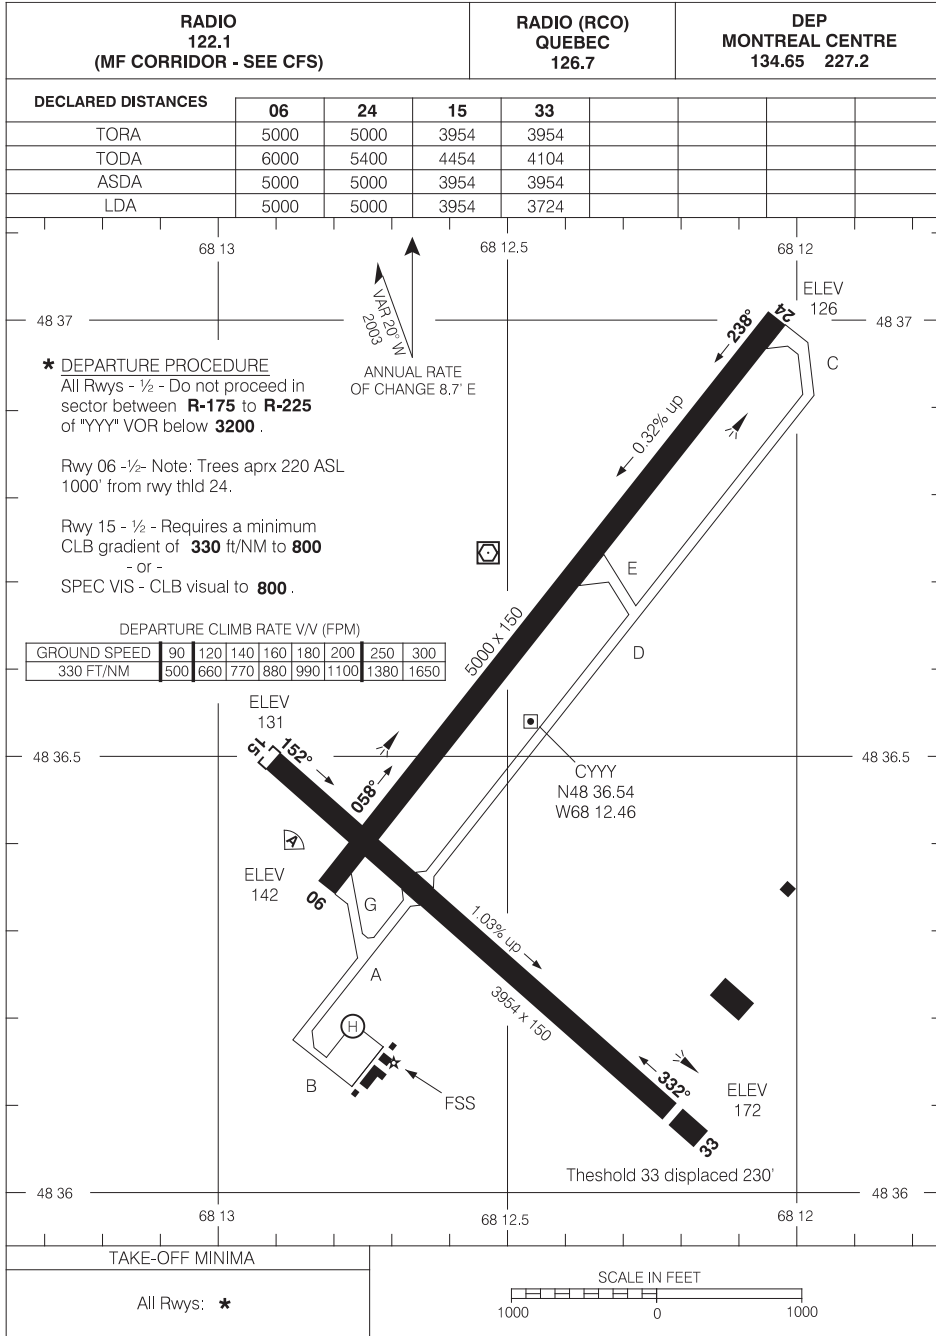 RADIO
122.1
(MF CORRIDOR - SEE CFS)
RADIO (RCO)
QUEBEC
126.7
DEP
MONTREAL CENTRE
134.65 227.2
DECLARED DISTANCES 06 24 15 33
TORA 5000 5000 3954 3954
TODA 6000 5400 4454 4104
ASDA 5000 5000 3954 3954
LDA 5000 5000 3954 3724
68 13 68 12.5 68 12
VAR 20° W
2003
ANNUAL RATE
OF CHANGE 8.7' E
ELEV
126
48 37 48 37
24
238°
C
* DEPARTURE PROCEDURE
All Rwys - ½ - Do not proceed in
sector between R-175 to R-225
of "YYY" VOR below 3200 .
Rwy 06 -½- Note: Trees aprx 220 ASL
1000' from rwy thld 24.
Rwy 15 - ½ - Requires a minimum
CLB gradient of 330 ft/NM to 800
- or -
SPEC VIS - CLB visual to 800 .
0.32% up
E
5000 x 150
D
DEPARTURE CLIMB RATE V/V (FPM)
GROUND SPEED 90 120 140 160 180 200 250 300
330 FT/NM 500 660 770 880 990 1100 1380 1650
ELEV
131
15
152°
48 36.5 48 36.5
058°
CYYY
N48 36.54
W68 12.46
A
ELEV
142
06
G
1.03% up
A
3954 x 150
H
B
FSS
332°
ELEV
172
33
Theshold 33 displaced 230'
48 36 48 36
68 13 68 12.5 68 12
TAKE-OFF MINIMA
All Rwys: *
SCALE IN FEET
1000 0 1000